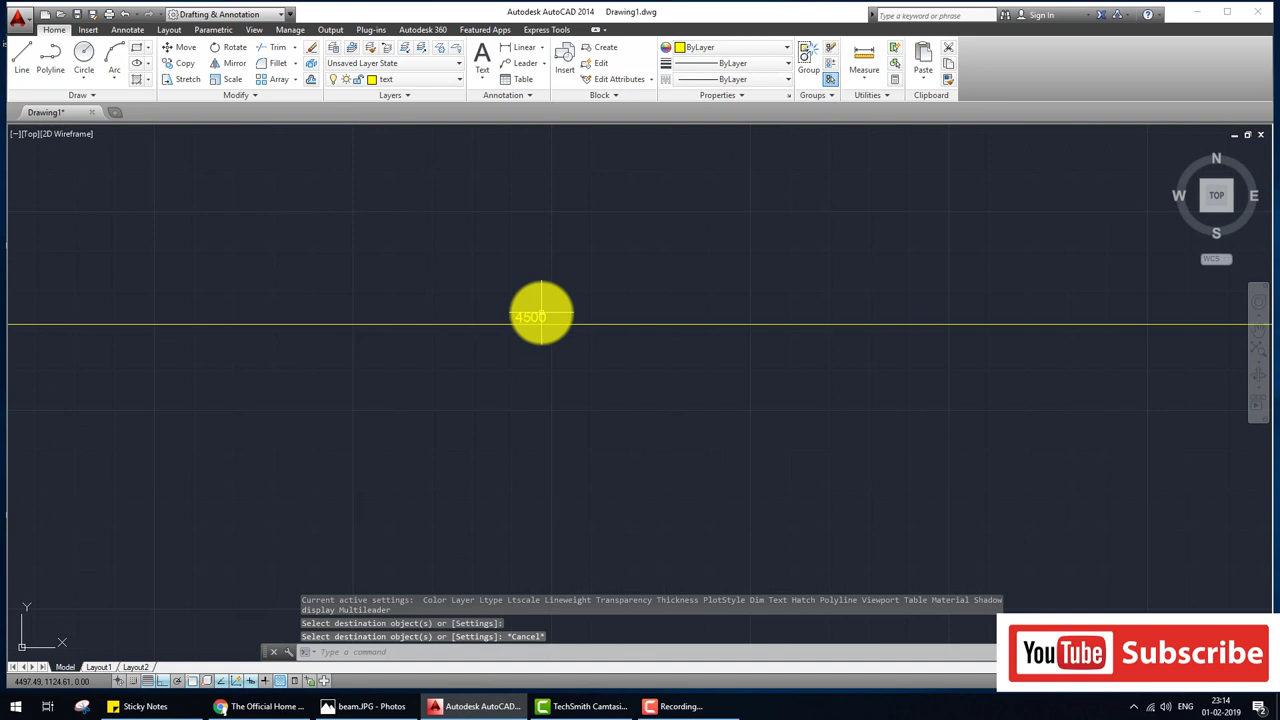 Drafting & Annotation
Autodesk AutoCAD 2014 Drawing1.dwg
Type a keyword or phrase
Sign In
Home Insert Annotate Layout Parametric View Manage Output Plug-ins Autodesk 360 Featured Apps Express Tools
Line Polyline Circle Arc
Move Rotate Trim
Copy Mirror Fillet
Stretch Scale Array
Unsaved Layer State
text
Text
Linear
Leader
Table
Insert
Create
Edit
Edit Attributes
ByLayer
ByLayer
ByLayer
Group
Measure
Paste
Draw Modify Layers Annotation Block Properties Groups Utilities Clipboard
Drawing1*
[−][Top][2D Wireframe]
N
W TOP E
S
WCS
4500
Y
X
Current active settings: Color Layer Ltype Ltscale Lineweight Transparency Thickness PlotStyle Dim Text Hatch Polyline Viewport Table Material Shadow
display Multileader
Select destination object(s) or [Settings]:
Select destination object(s) or [Settings]: *Cancel*
Type a command
Model Layout1 Layout2
4497.49, 1124.61, 0.00
YouTube Subscribe
Sticky Notes
The Official Home ...
beam.JPG - Photos
Autodesk AutoCAD...
TechSmith Camtasi...
Recording...
ENG
23:14
01-02-2019
2